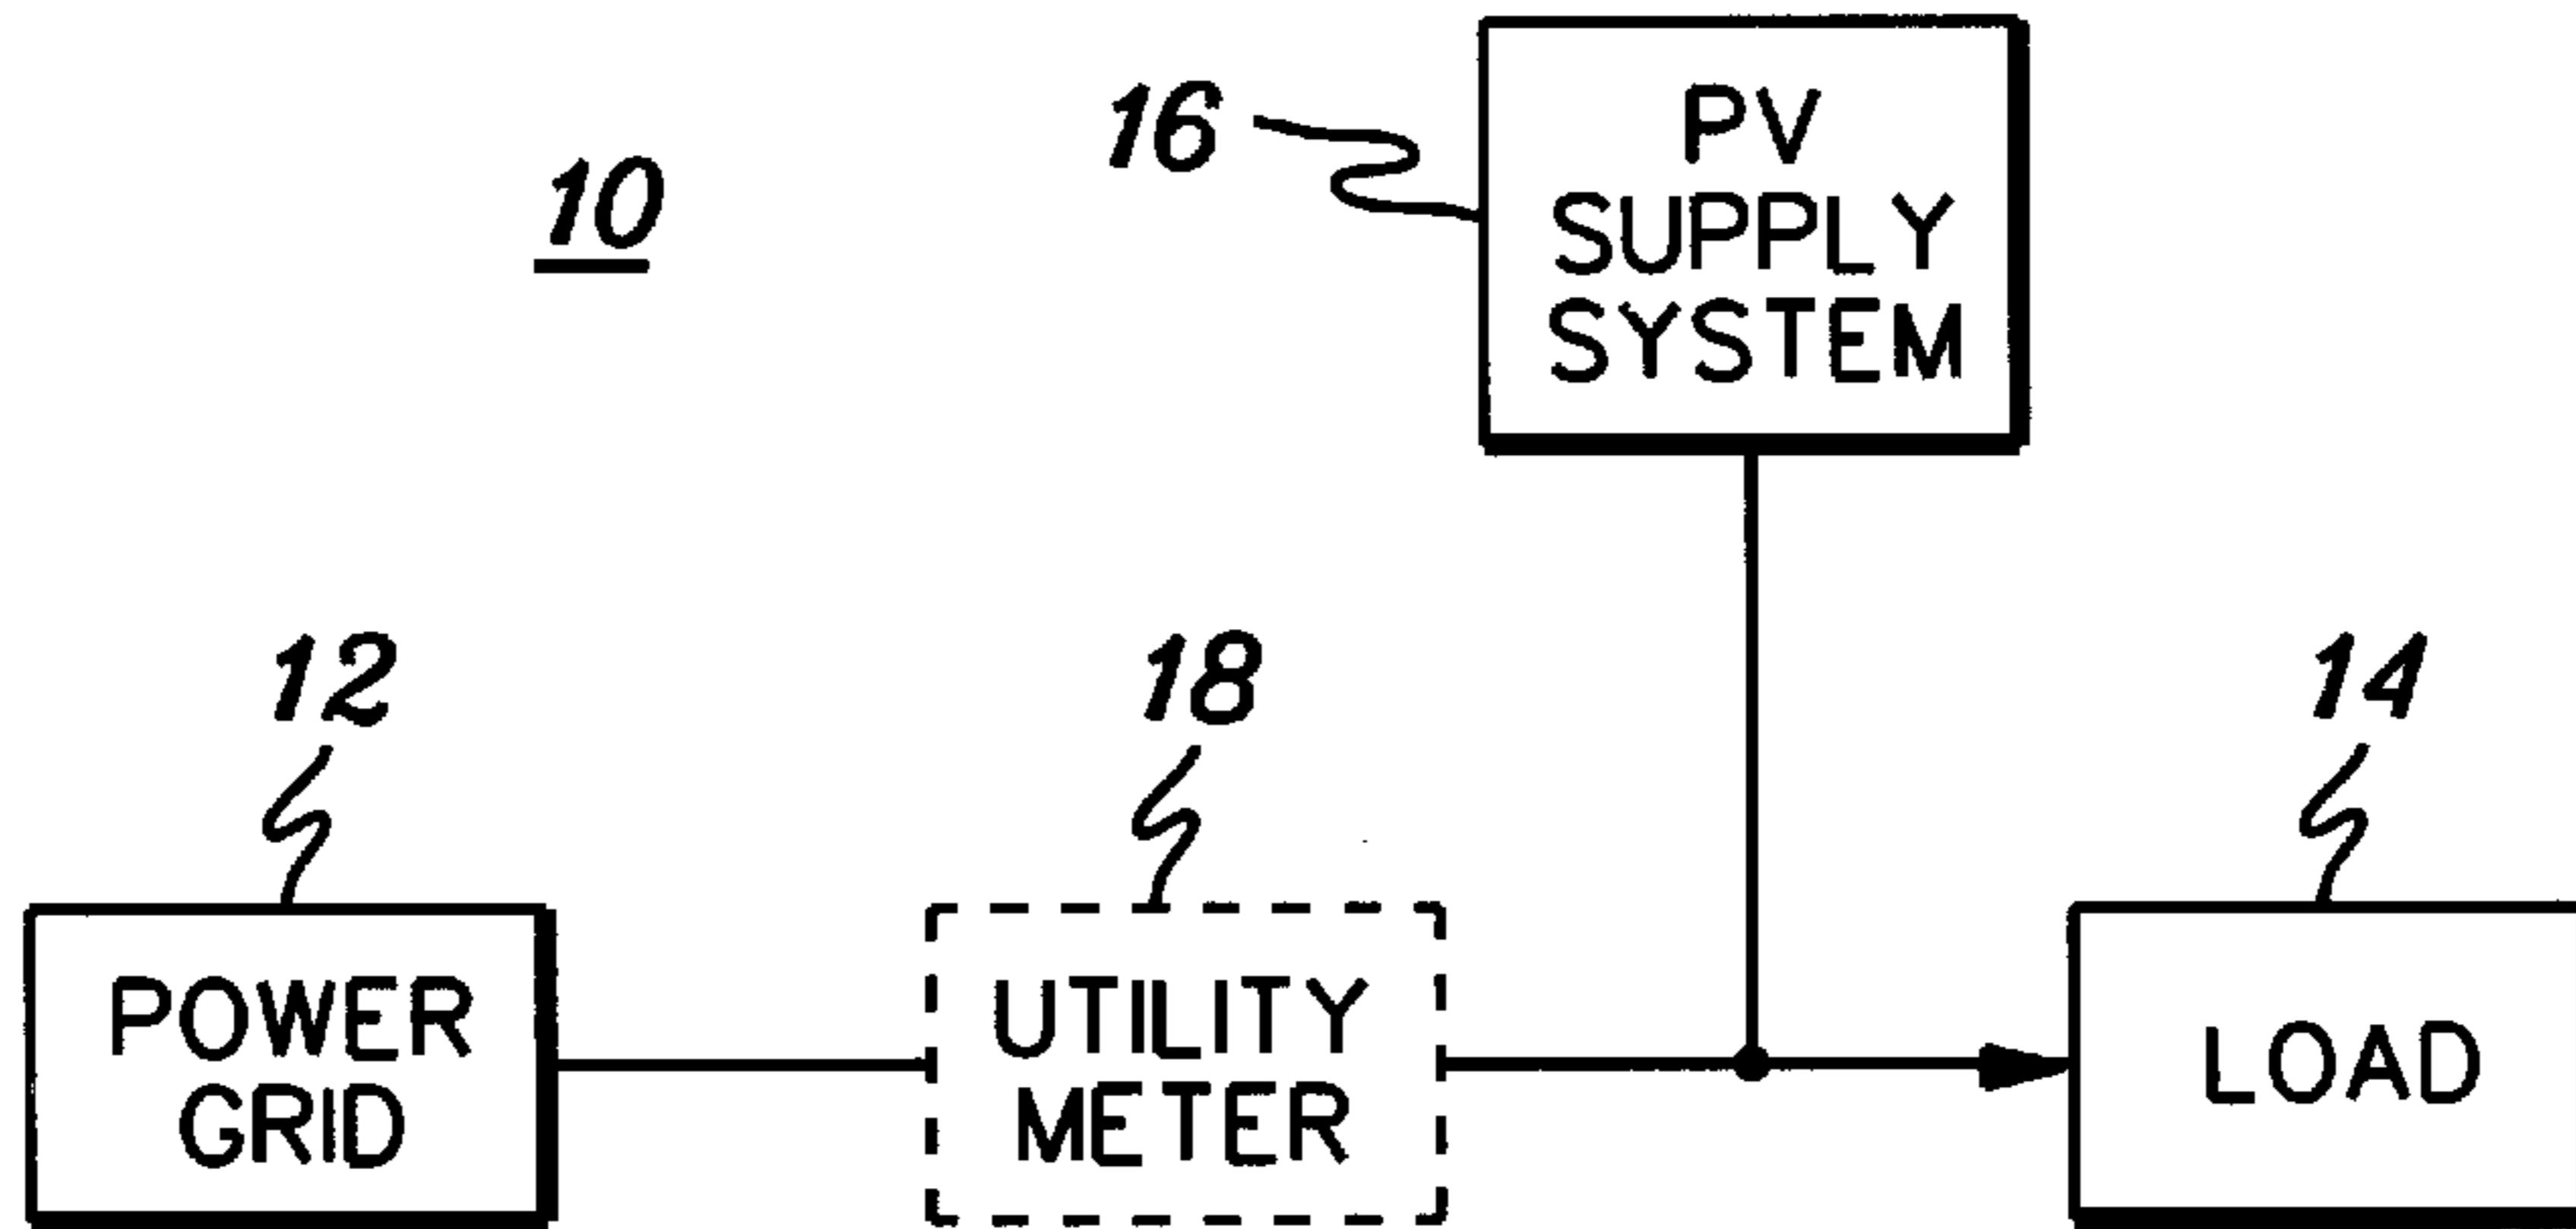 10
16
PV
SUPPLY
SYSTEM
12
18
14
POWER
GRID
UTILITY
METER
LOAD